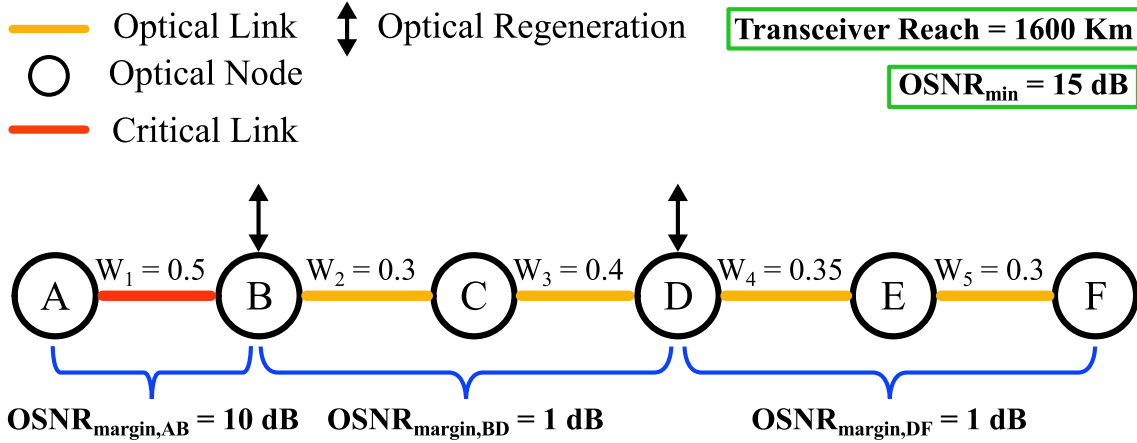 Optical Link
Optical Regeneration
Transceiver Reach = 1600 Km
Optical Node
OSNRmin = 15 dB
Critical Link
W1 = 0.5
W2 = 0.3
W3 = 0.4
W4 = 0.35
W5 = 0.3
A
B
C
D
E
F
OSNRmargin,AB = 10 dB
OSNRmargin,BD = 1 dB
OSNRmargin,DF = 1 dB